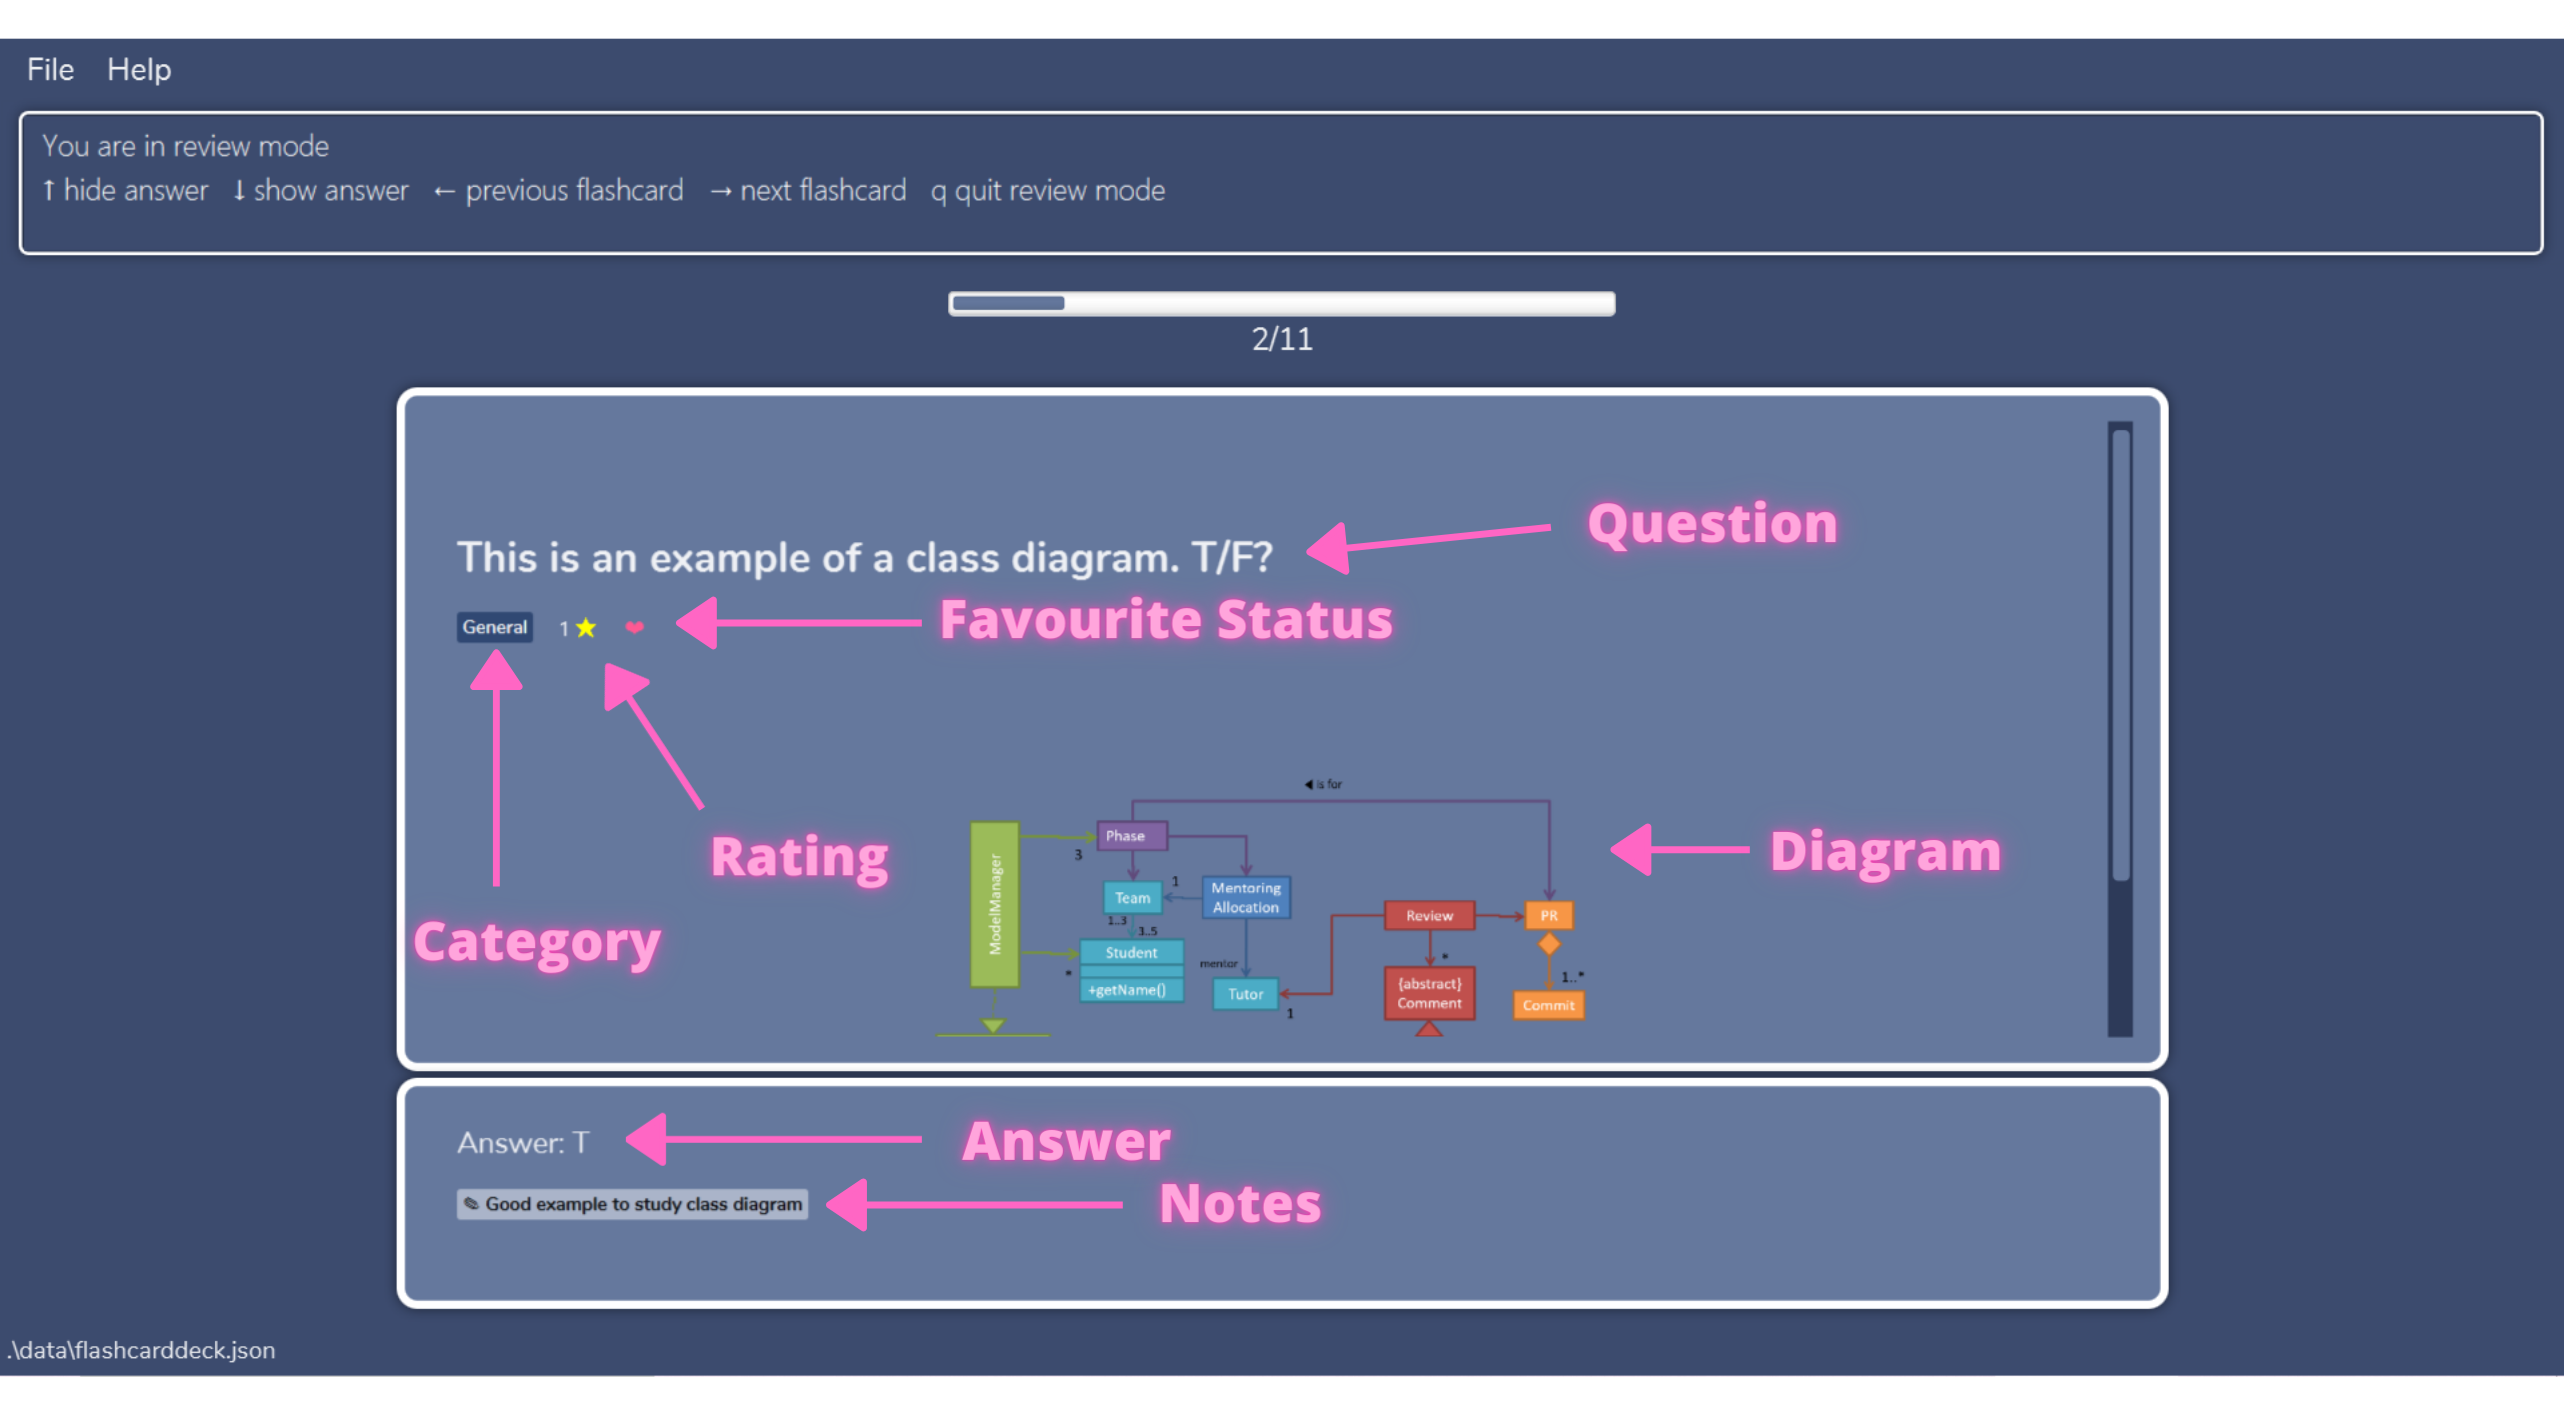 File Help
You are in review mode
↑ hide answer ↓ show answer ← previous flashcard → next flashcard q quit review mode
2/11
This is an example of a class diagram. T/F?
Question
General 1 ★ ❤
Favourite Status
Rating
Category
Diagram
◀ is for
ModelManager
Phase
3
Team
1
Mentoring
Allocation
1..3
3..5
Student
*
+getName()
mentor
Tutor
1
Review
PR
*
{abstract}
Comment
1..*
Commit
Answer: T
Answer
✎ Good example to study class diagram
Notes
.\data\flashcarddeck.json